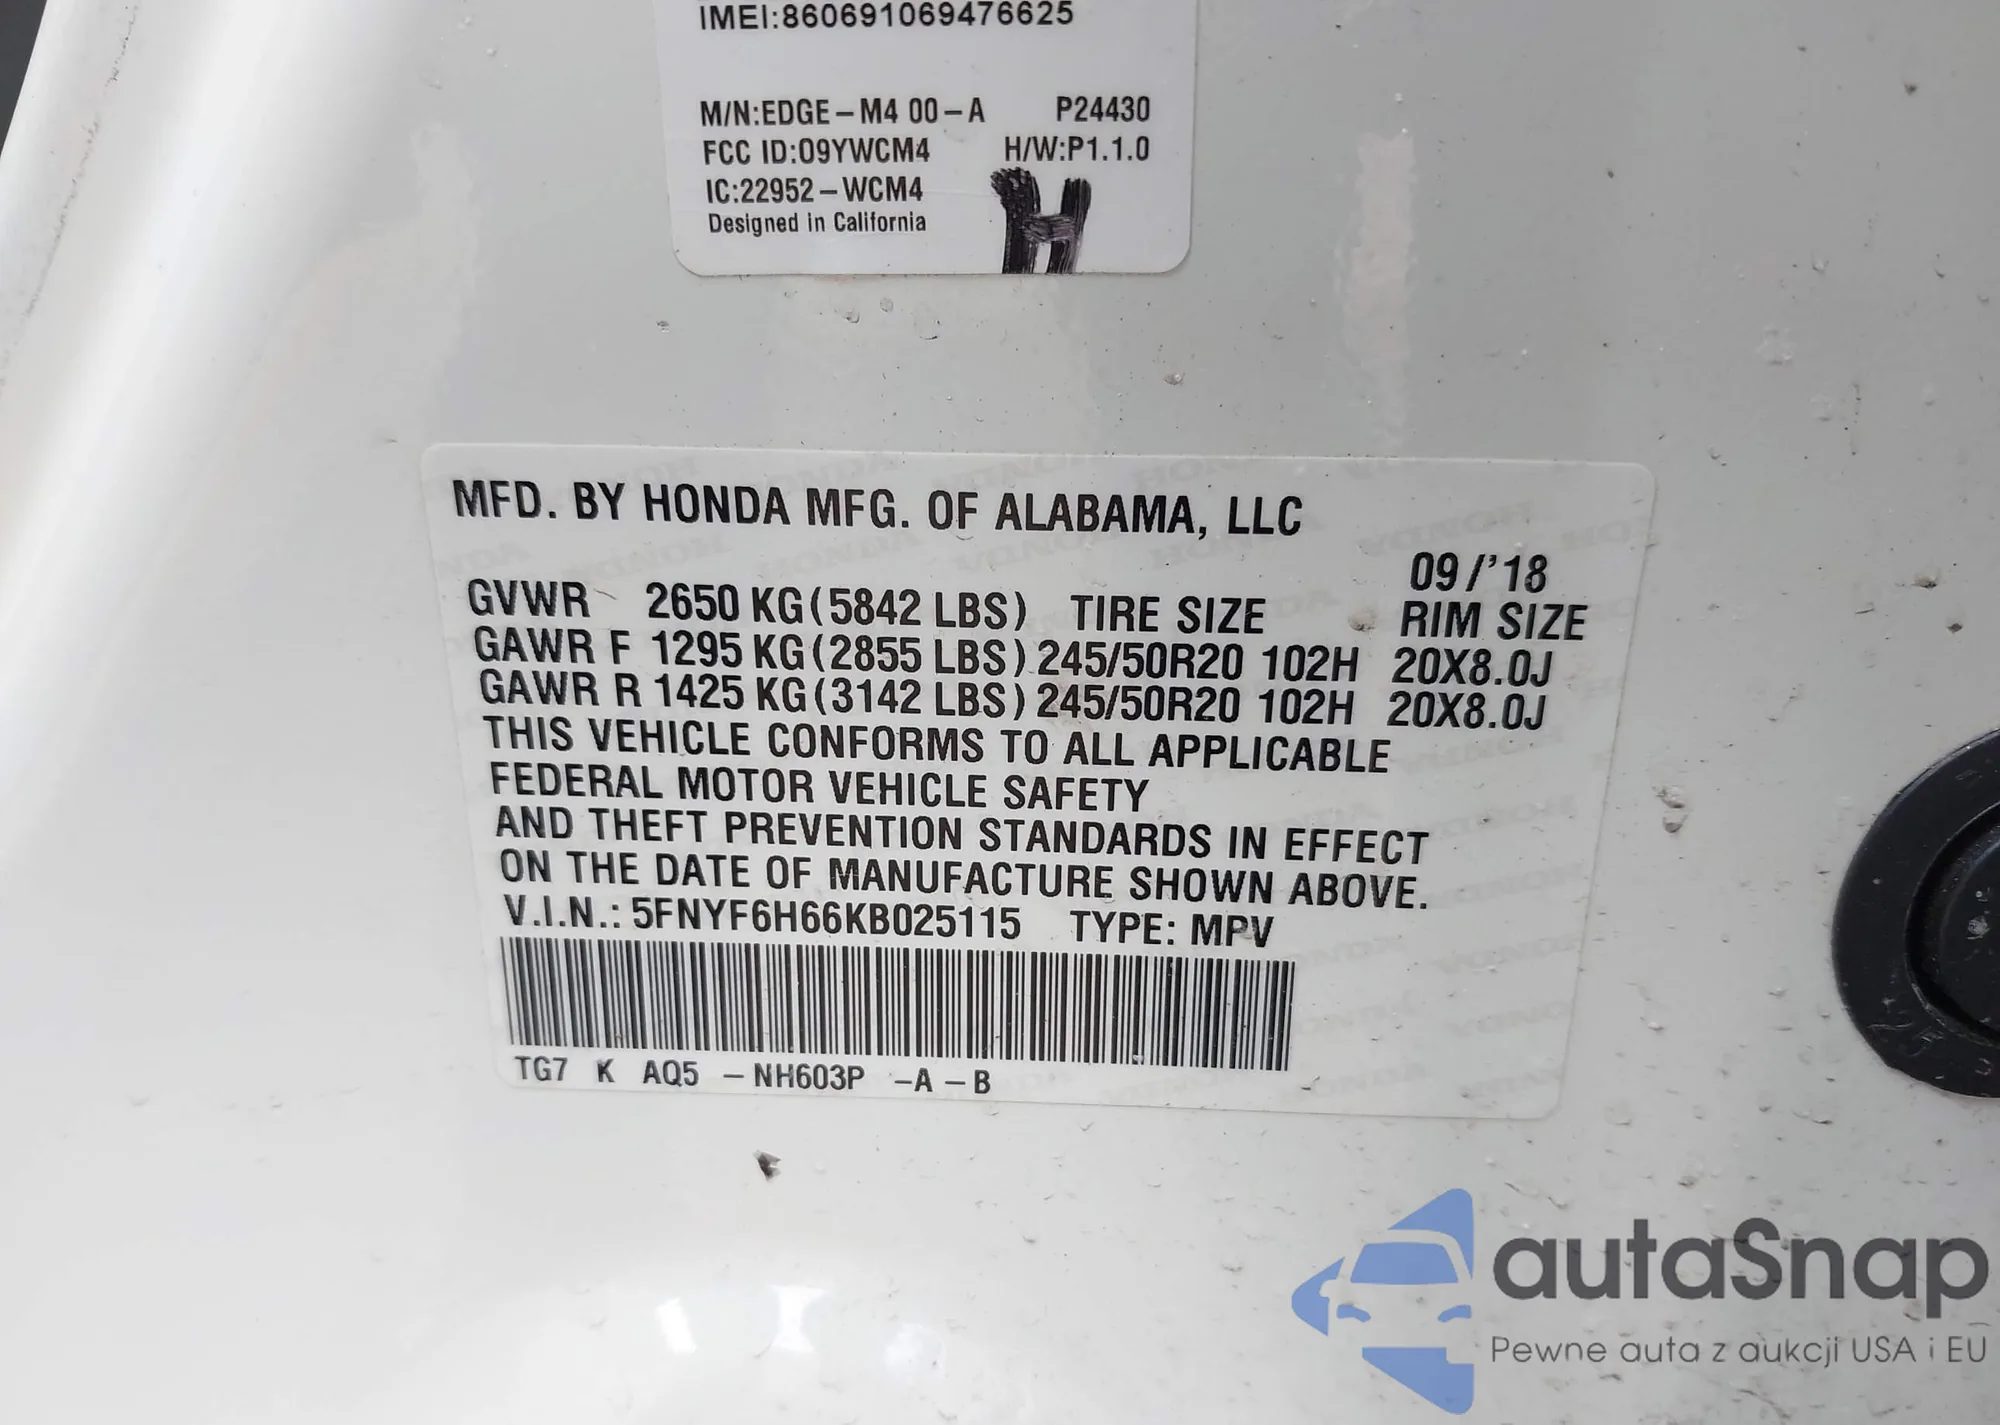 IMEI:860691069476625
M/N:EDGE-M4 00-A P24430
FCC ID:O9YWCM4 H/W:P1.1.0
IC:22952-WCM4
Designed in California
H
MFD. BY HONDA MFG. OF ALABAMA, LLC
09/'18
GVWR 2650 KG(5842 LBS) TIRE SIZE RIM SIZE
GAWR F 1295 KG(2855 LBS) 245/50R20 102H 20X8.0J
GAWR R 1425 KG(3142 LBS) 245/50R20 102H 20X8.0J
THIS VEHICLE CONFORMS TO ALL APPLICABLE
FEDERAL MOTOR VEHICLE SAFETY
AND THEFT PREVENTION STANDARDS IN EFFECT
ON THE DATE OF MANUFACTURE SHOWN ABOVE.
V.I.N.: 5FNYF6H66KB025115 TYPE: MPV
TG7 K AQ5 -NH603P -A -B
autaSnap
Pewne auta z aukcji USA i EU